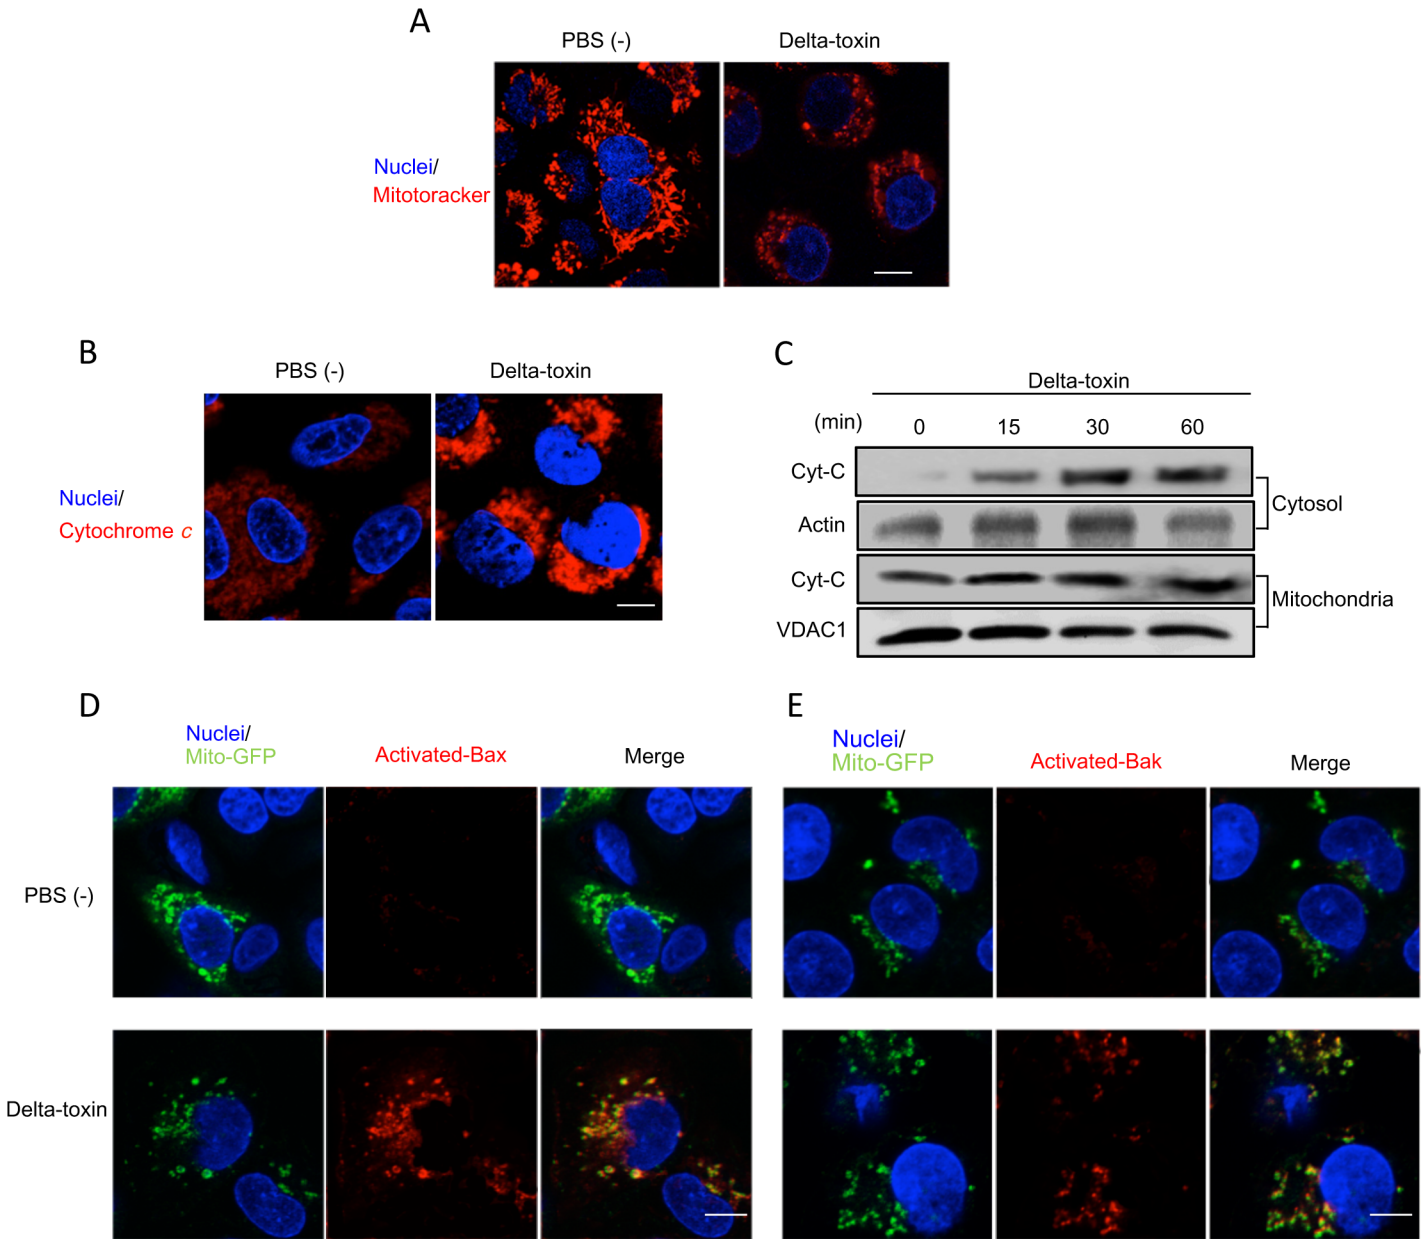 A
PBS (-)
Delta-toxin
Nuclei/
Mitotoracker
B
PBS (-)
Delta-toxin
Nuclei/
Cytochrome c
C
Delta-toxin
(min)
0
15
30
60
Cyt-C
Actin
Cytosol
Cyt-C
VDAC1
Mitochondria
D
Nuclei/
Mito-GFP
Activated-Bax
Merge
PBS (-)
Delta-toxin
E
Nuclei/
Mito-GFP
Activated-Bak
Merge